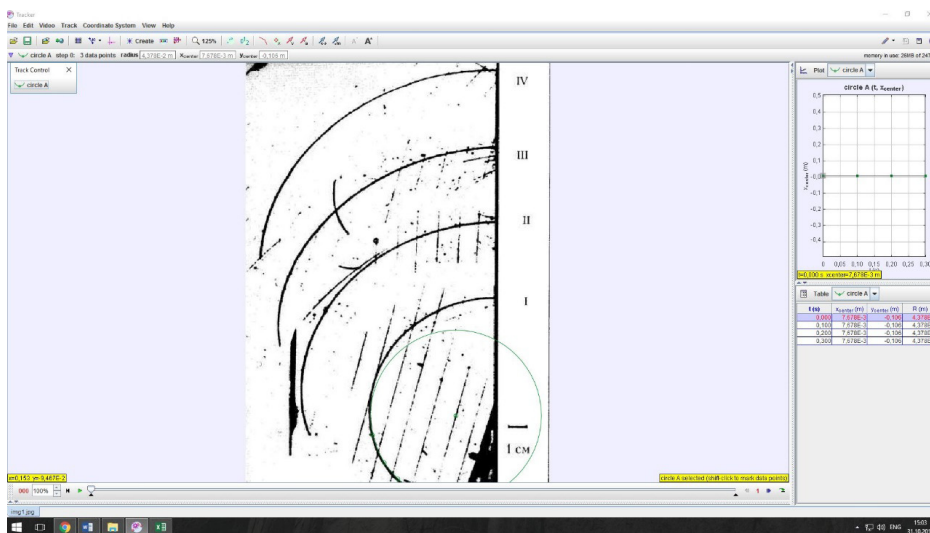 Tracker
File Edit Video Track Coordinate System View Help
Create 125%
circle A step 0: 3 data points radius 4,378E-2 m Xcenter 7,678E-3 m Ycenter -0,106 m
memory in use: 26MB of 247
Track Control X
circle A
IV
III
II
I
1 см
Plot circle A
circle A (t, xcenter)
xcenter (m)
0,5
0,4
0,3
0,2
0,1
-0,0
-0,1
-0,2
-0,3
-0,4
0 0,05 0,10 0,15 0,20 0,25 0,30
t=0,000 s xcenter=7,678E-3 m
Table circle A
t (s) xcenter (m) ycenter (m) R (m)
0,000 7,678E-3 -0,106 4,378E
0,100 7,678E-3 -0,106 4,378E
0,200 7,678E-3 -0,106 4,378E
0,300 7,678E-3 -0,106 4,378E
x=0,153 y=-9,467E-2
circle A selected (shift-click to mark data points)
000 100%
1
img1.jpg
ENG
15:03